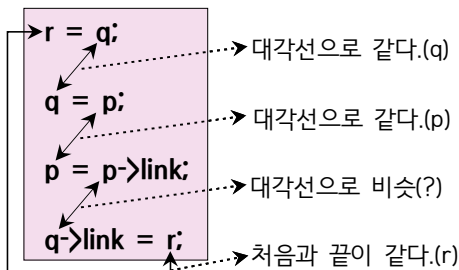 r = q;
대각선으로 같다.(q)
q = p;
대각선으로 같다.(p)
p = p->link;
대각선으로 비슷(?)
q->link = r;
처음과 끝이 같다.(r)